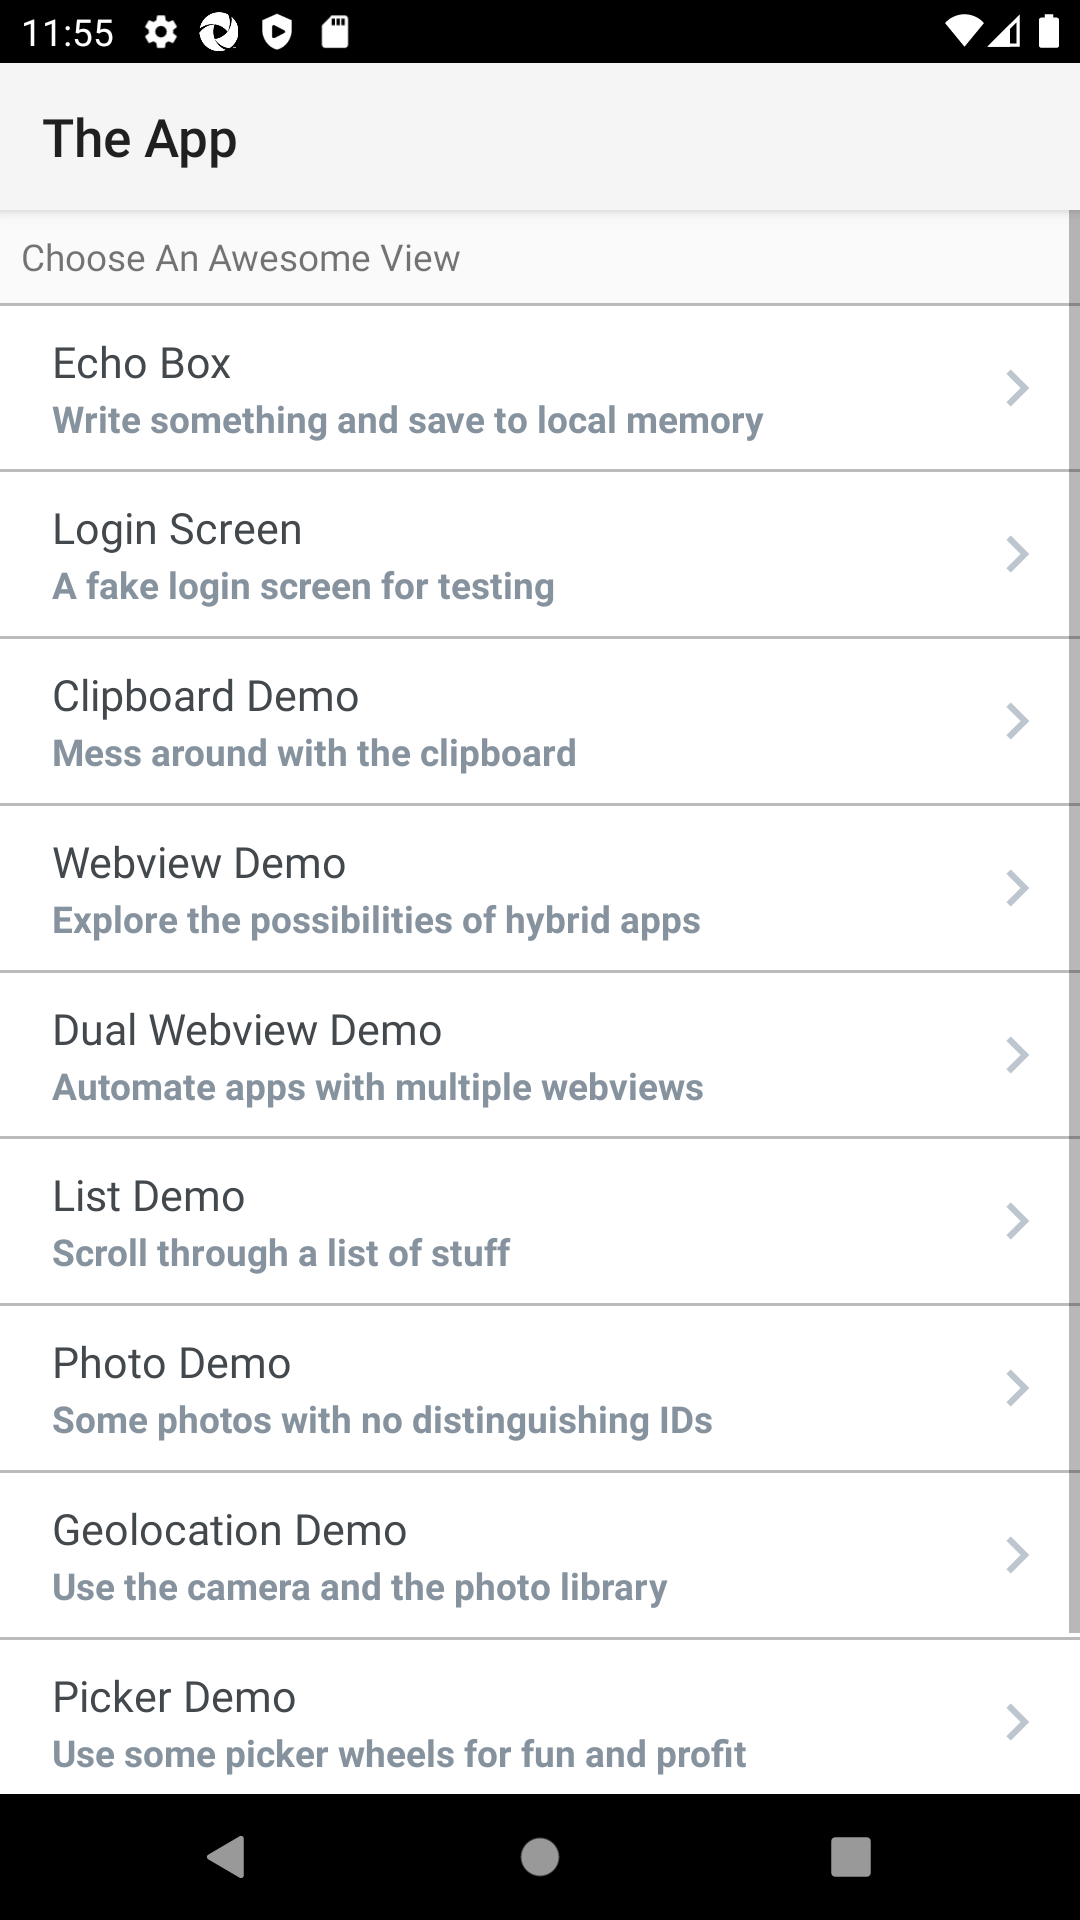 11:55
The App
Choose An Awesome View
Echo Box
Write something and save to local memory
Login Screen
A fake login screen for testing
Clipboard Demo
Mess around with the clipboard
Webview Demo
Explore the possibilities of hybrid apps
Dual Webview Demo
Automate apps with multiple webviews
List Demo
Scroll through a list of stuff
Photo Demo
Some photos with no distinguishing IDs
Geolocation Demo
Use the camera and the photo library
Picker Demo
Use some picker wheels for fun and profit